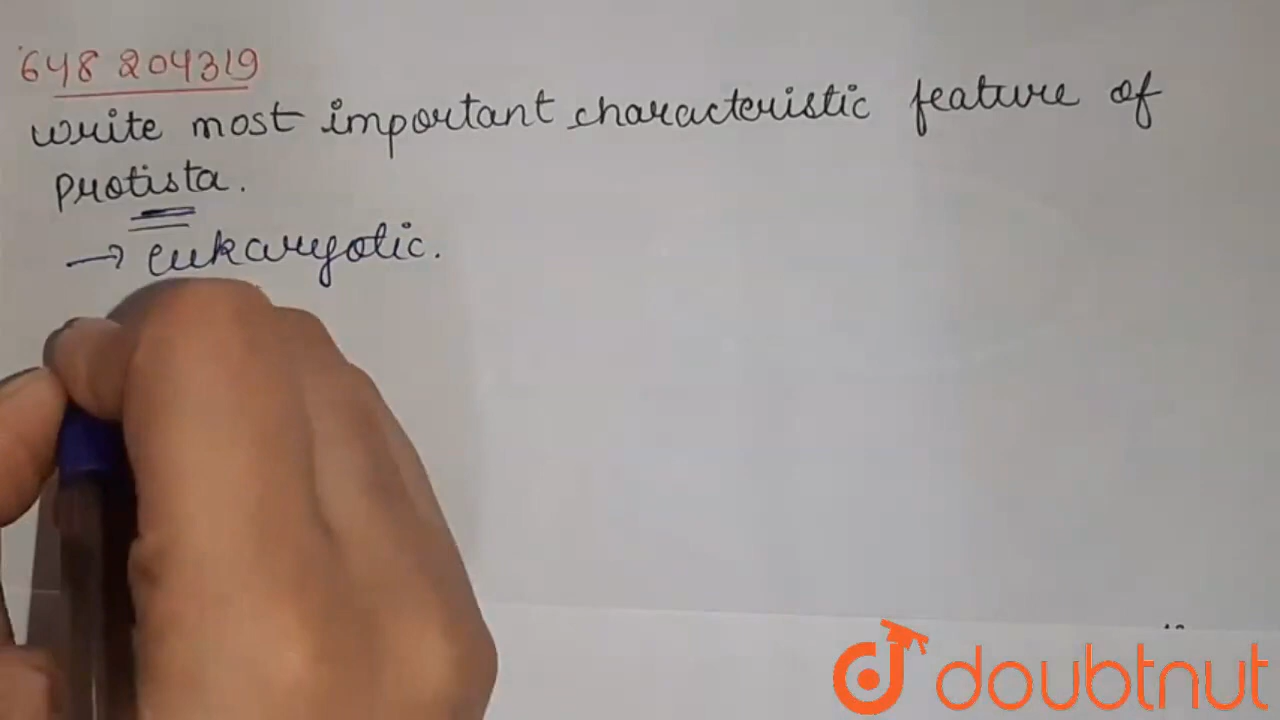 648 204319
write most important characteristic feature of
protista.
→ eukaryotic.
doubtnut